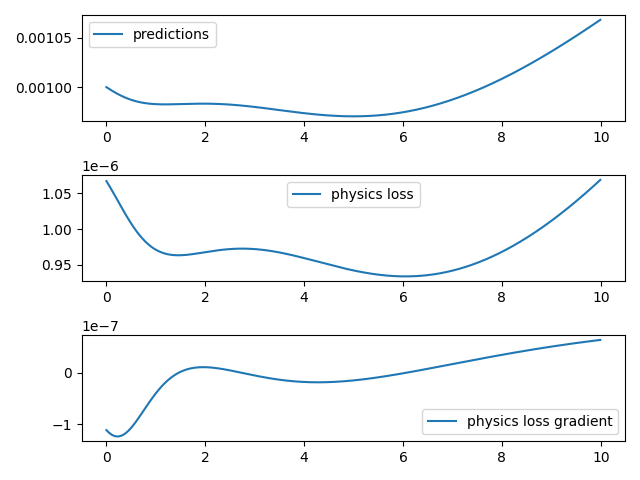 0.00105
0.00100
predictions
0 2 4 6 8 10
1e−6
1.05
1.00
0.95
physics loss
0 2 4 6 8 10
1e−7
0
−1
physics loss gradient
0 2 4 6 8 10